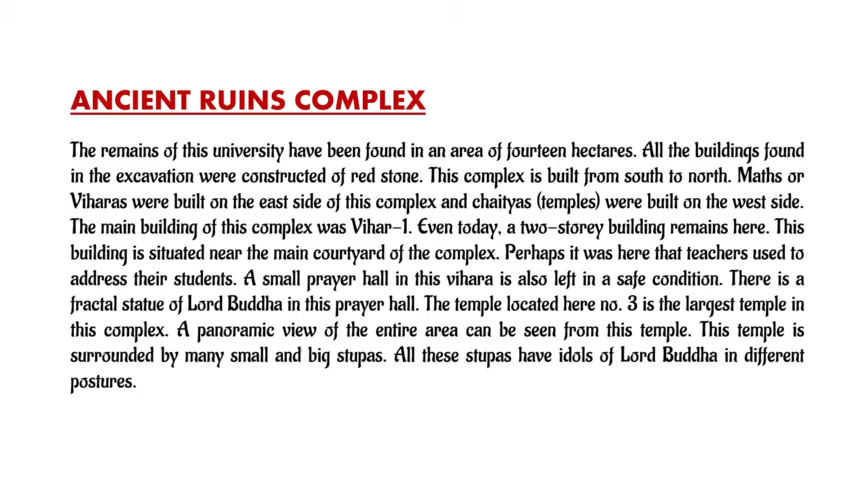 ANCIENT RUINS COMPLEX
The remains of this university have been found in an area of fourteen hectares. All the buildings found
in the excavation were constructed of red stone. This complex is built from south to north. Maths or
Viharas were built on the east side of this complex and chaityas (temples) were built on the west side.
The main building of this complex was Vihar-1. Even today, a two-storey building remains here. This
building is situated near the main courtyard of the complex. Perhaps it was here that teachers used to
address their students. A small prayer hall in this vihara is also left in a safe condition. There is a
fractal statue of Lord Buddha in this prayer hall. The temple located here no. 3 is the largest temple in
this complex. A panoramic view of the entire area can be seen from this temple. This temple is
surrounded by many small and big stupas. All these stupas have idols of Lord Buddha in different
postures.